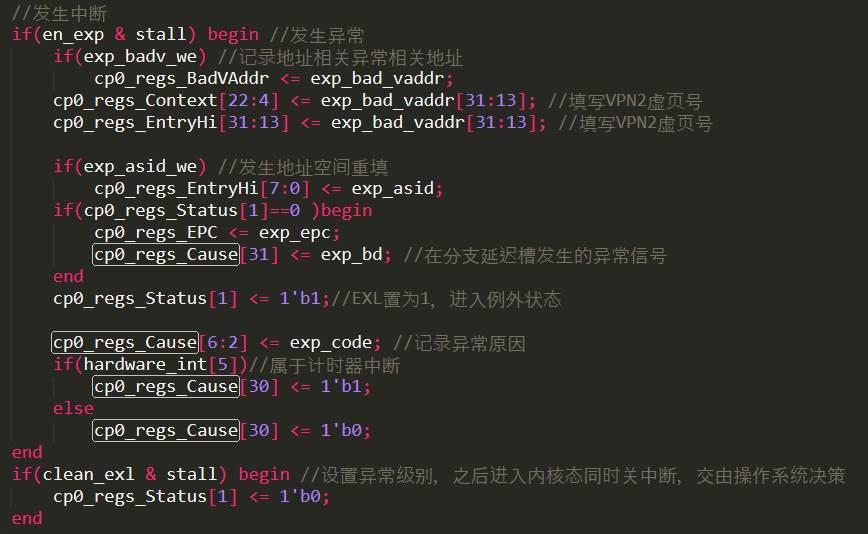 //发生中断
if(en_exp & stall) begin //发生异常
if(exp_badv_we) //记录地址相关异常相关地址
cp0_regs_BadVAddr <= exp_bad_vaddr;
cp0_regs_Context[22:4] <= exp_bad_vaddr[31:13]; //填写VPN2虚页号
cp0_regs_EntryHi[31:13] <= exp_bad_vaddr[31:13]; //填写VPN2虚页号
if(exp_asid_we) //发生地址空间重填
cp0_regs_EntryHi[7:0] <= exp_asid;
if(cp0_regs_Status[1]==0 )begin
cp0_regs_EPC <= exp_epc;
cp0_regs_Cause[31] <= exp_bd; //在分支延迟槽发生的异常信号
end
cp0_regs_Status[1] <= 1'b1;//EXL置为1, 进入例外状态
cp0_regs_Cause[6:2] <= exp_code; //记录异常原因
if(hardware_int[5])//属于计时器中断
cp0_regs_Cause[30] <= 1'b1;
else
cp0_regs_Cause[30] <= 1'b0;
end
if(clean_exl & stall) begin //设置异常级别, 之后进入内核态同时关中断, 交由操作系统决策
cp0_regs_Status[1] <= 1'b0;
end